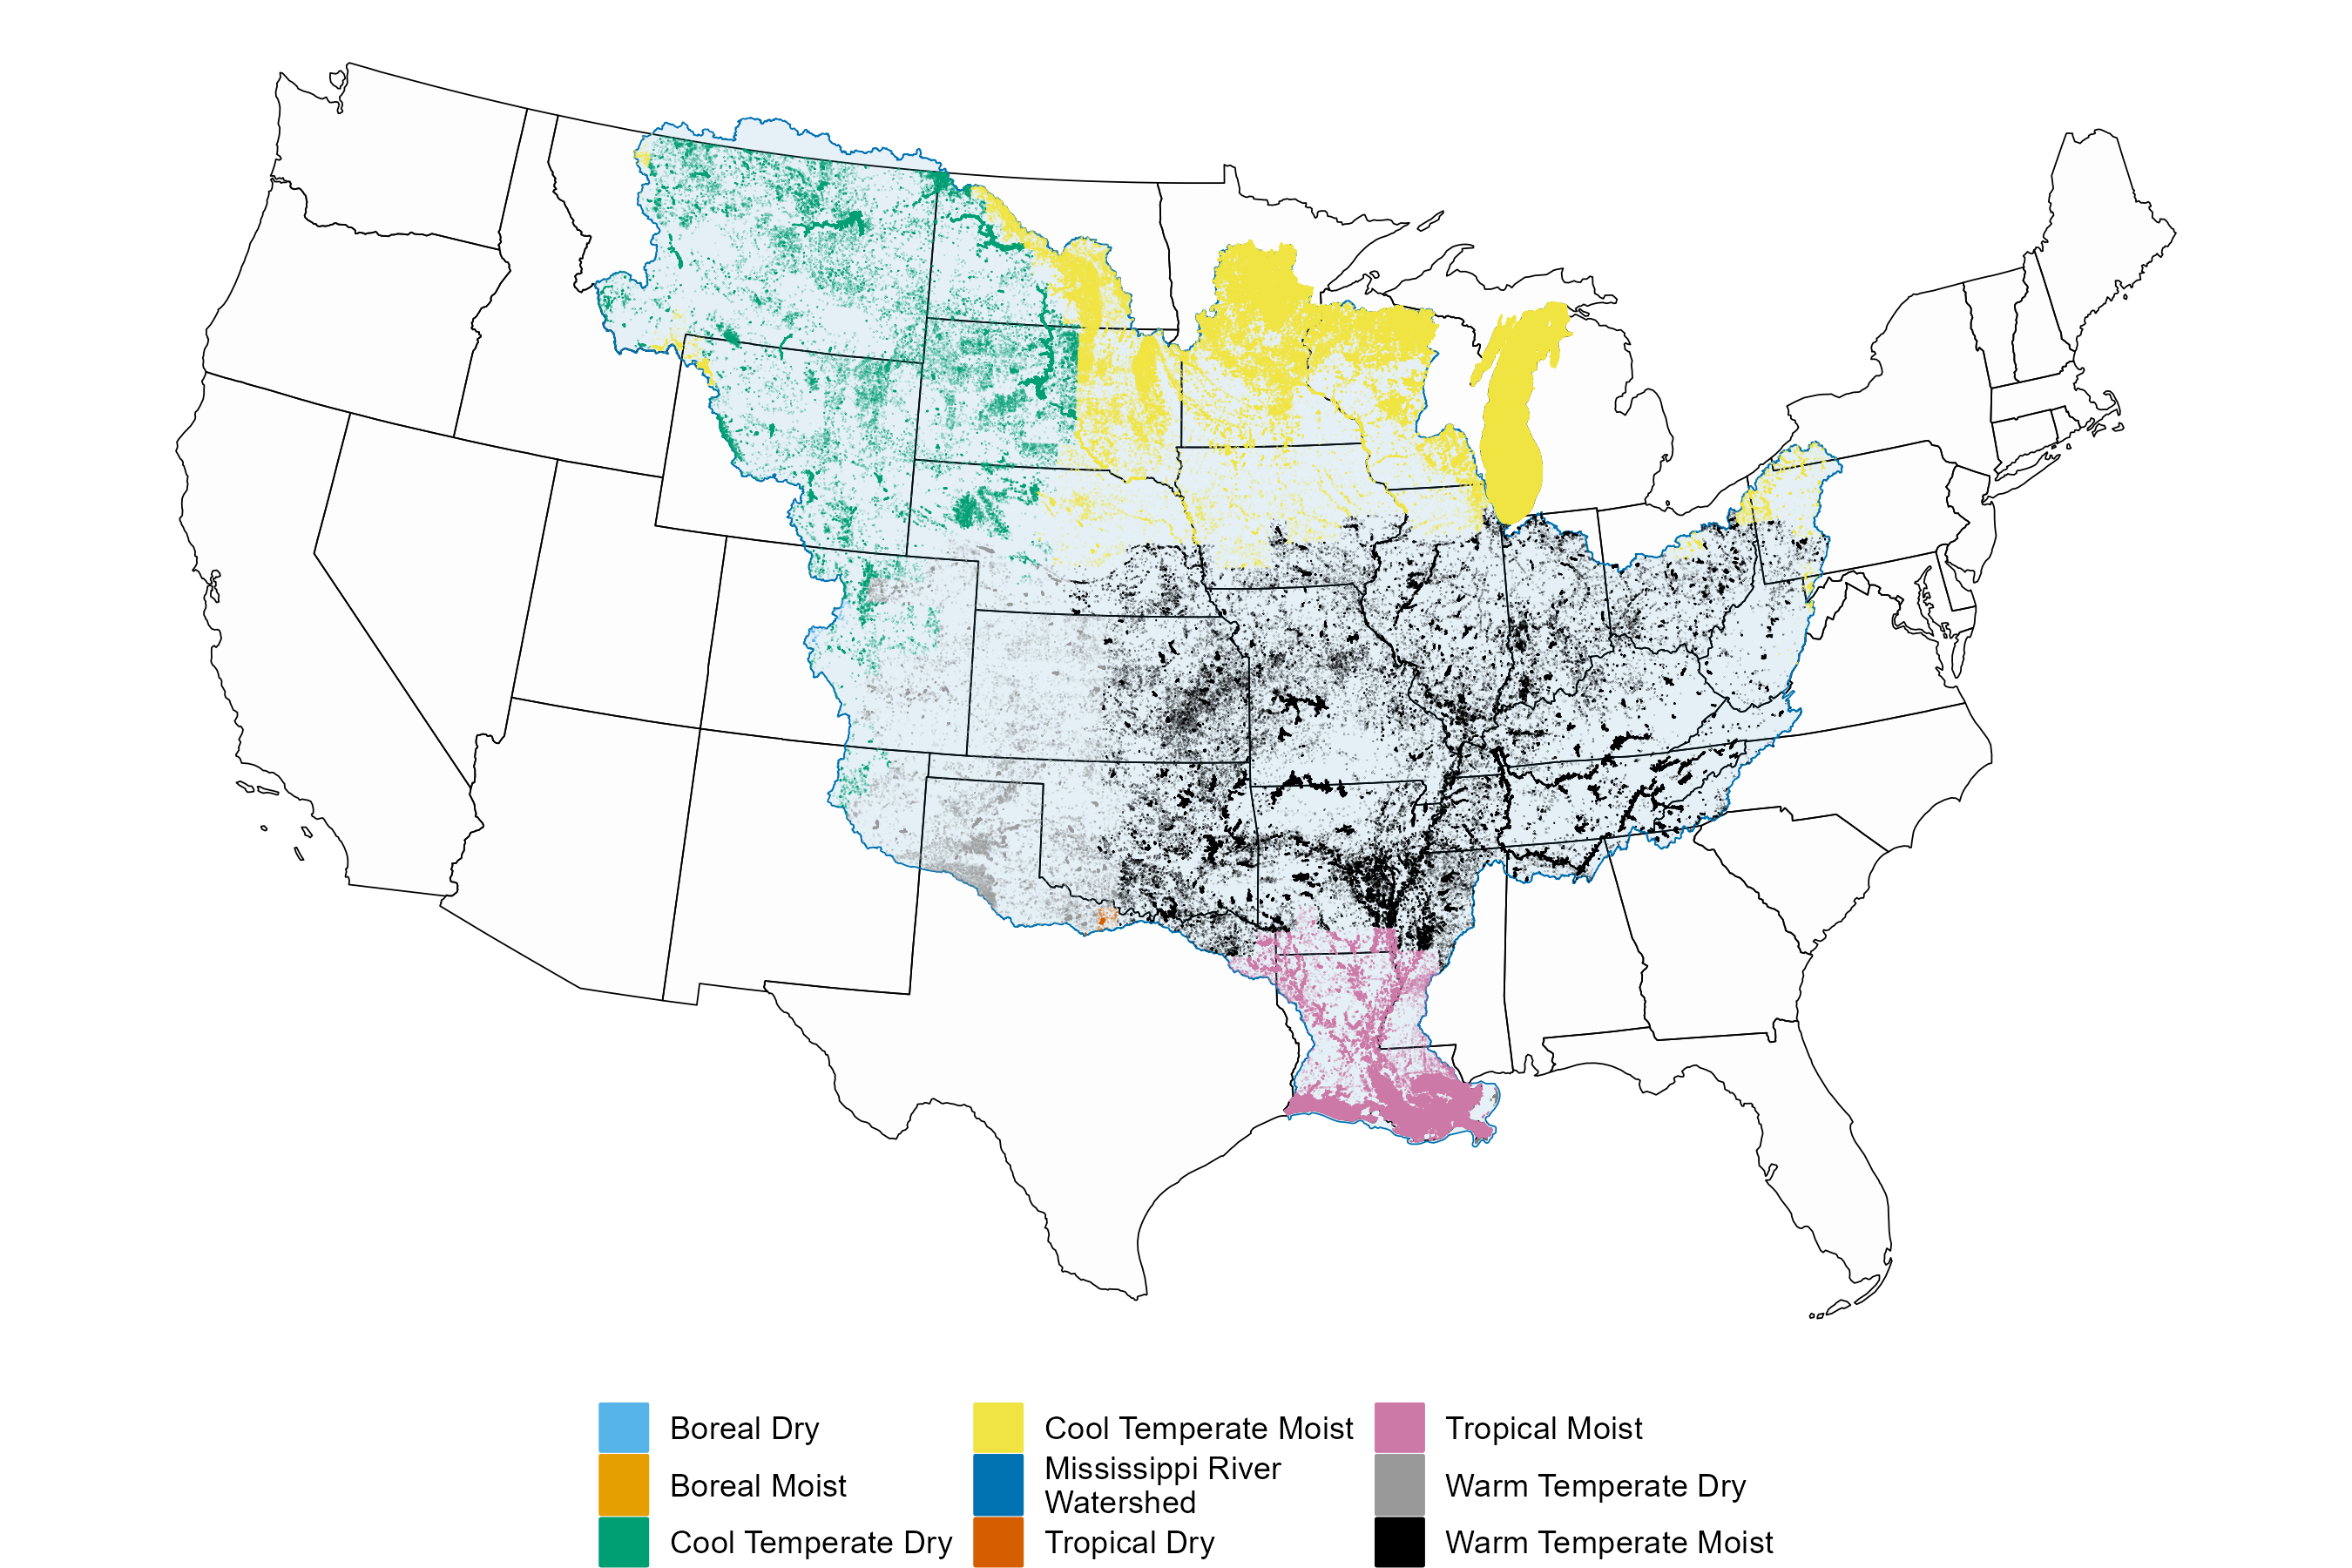 Boreal Dry
Boreal Moist
Cool Temperate Dry
Cool Temperate Moist
Mississippi River
Watershed
Tropical Dry
Tropical Moist
Warm Temperate Dry
Warm Temperate Moist